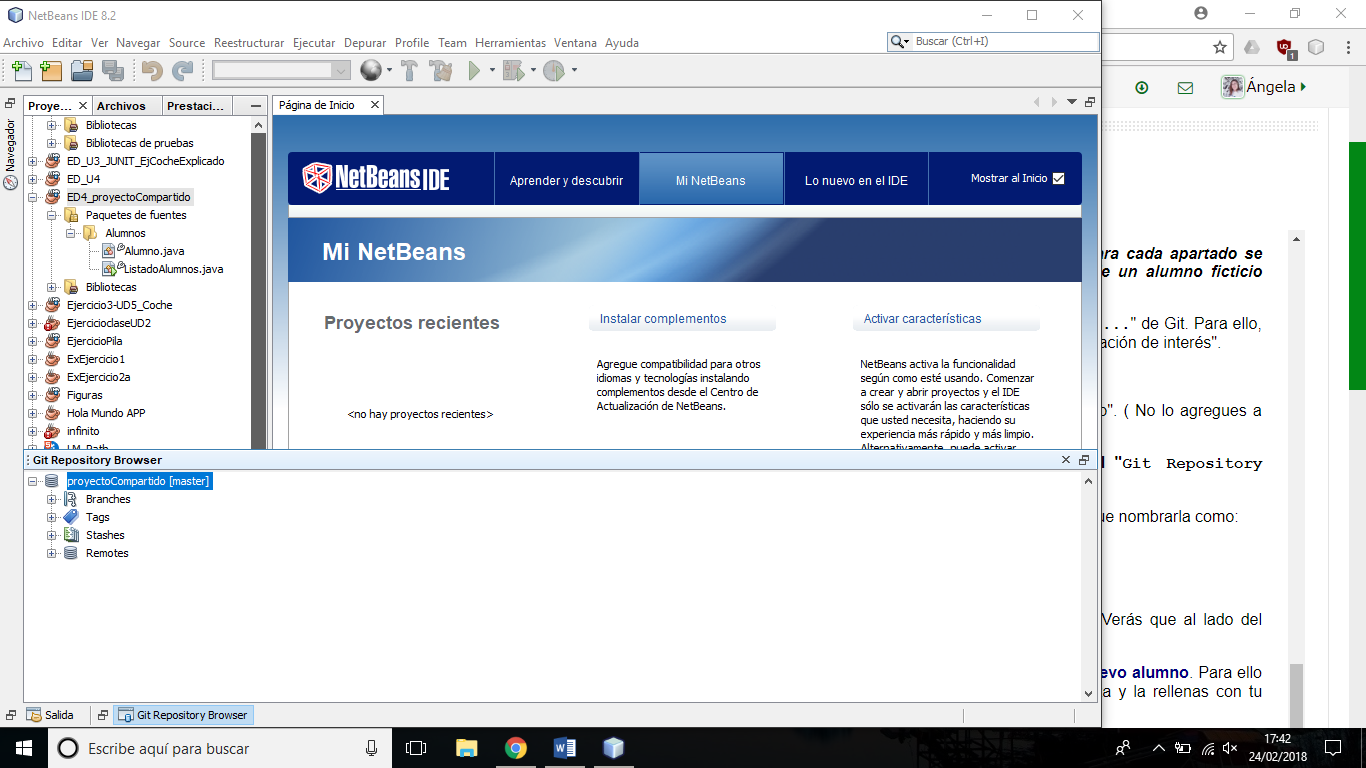 NetBeans IDE 8.2
Archivo Editar Ver Navegar Source Reestructurar Ejecutar Depurar Profile Team Herramientas Ventana Ayuda
Buscar (Ctrl+I)
Navegador
Proye...
Archivos
Prestaci...
Bibliotecas
Bibliotecas de pruebas
ED_U3_JUNIT_EjCocheExplicado
ED_U4
ED4_proyectoCompartido
Paquetes de fuentes
Alumnos
Alumno.java
ListadoAlumnos.java
Bibliotecas
Ejercicio3-UD5_Coche
EjercicioclaseUD2
EjercicioPila
ExEjercicio1
ExEjercicio2a
Figuras
Hola Mundo APP
infinito
LM_Path
Página de Inicio
NetBeans IDE
Aprender y descubrir
Mi NetBeans
Lo nuevo en el IDE
Mostrar al Inicio
Mi NetBeans
Proyectos recientes
<no hay proyectos recientes>
Instalar complementos
Agregue compatibilidad para otros
idiomas y tecnologías instalando
complementos desde el Centro de
Actualización de NetBeans.
Activar características
NetBeans activa la funcionalidad
según como esté usando. Comenzar
a crear y abrir proyectos y el IDE
sólo se activarán las características
que usted necesita, haciendo su
experiencia más rápido y más limpio.
Alternativamente, puede activar
Git Repository Browser
proyectoCompartido [master]
Branches
Tags
Stashes
Remotes
Salida
Git Repository Browser
1
Ángela
cada apartado se
un alumno ficticio
..." de Git. Para ello,
ación de interés".
o". ( No lo agregues a
"Git Repository
ue nombrarla como:
Verás que al lado del
evo alumno. Para ello
a y la rellenas con tu
Escribe aquí para buscar
17:42
24/02/2018